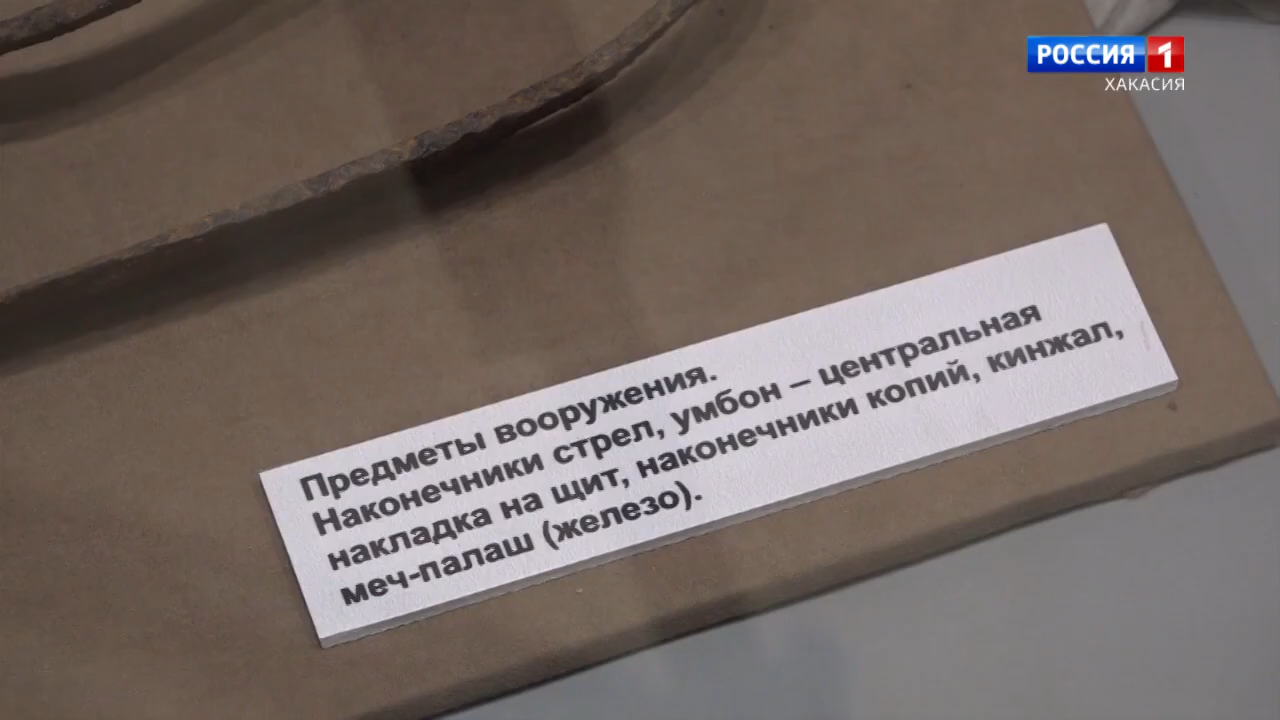 РОССИЯ 1
ХАКАСИЯ
Предметы вооружения.
Наконечники стрел, умбон – центральная
накладка на щит, наконечники копий, кинжал,
меч-палаш (железо).